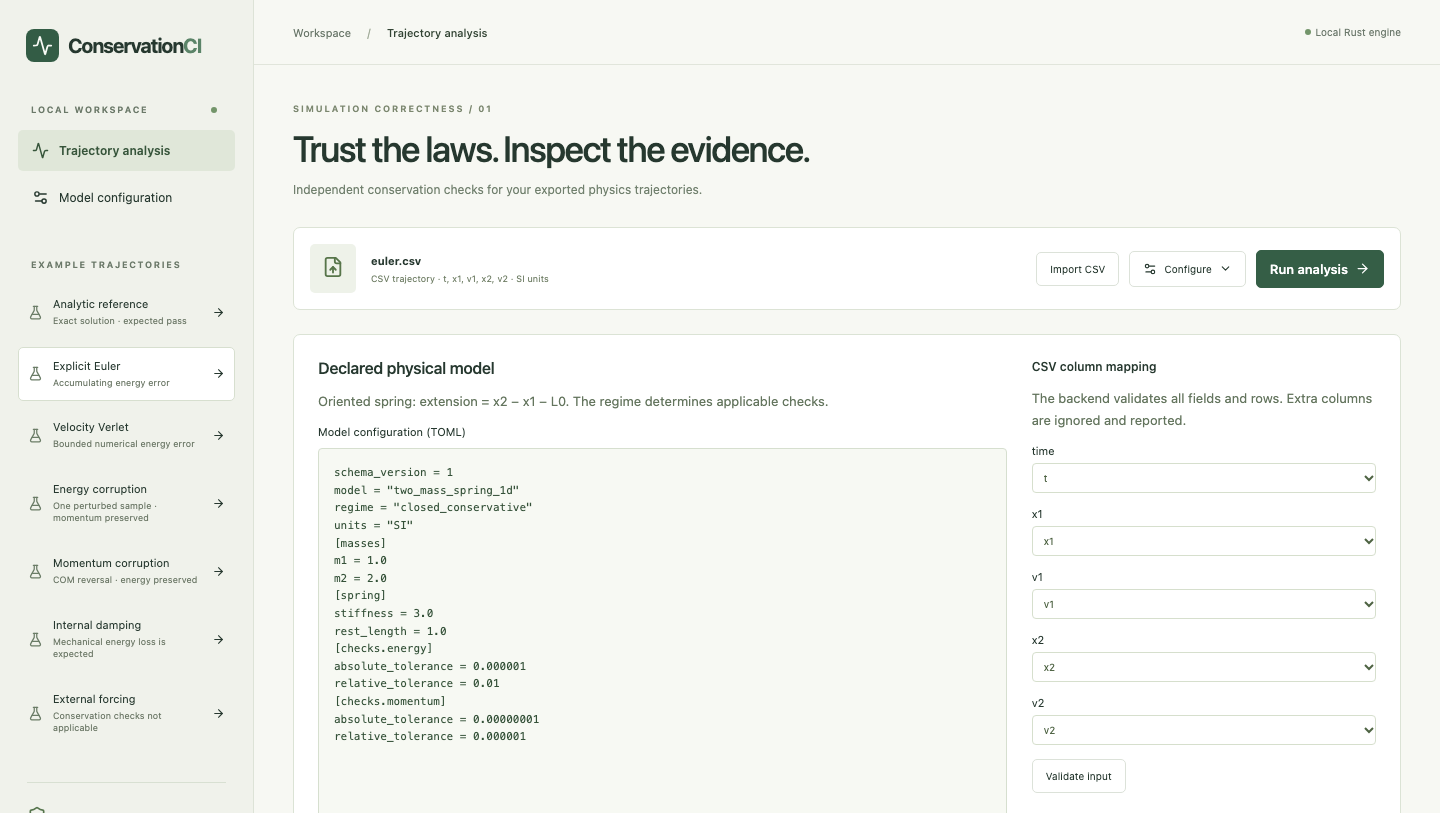 ConservationCI
LOCAL WORKSPACE
Trajectory analysis
Model configuration
EXAMPLE TRAJECTORIES
Analytic reference
Exact solution · expected pass
Explicit Euler
Accumulating energy error
Velocity Verlet
Bounded numerical energy error
Energy corruption
One perturbed sample ·
momentum preserved
Momentum corruption
COM reversal · energy preserved
Internal damping
Mechanical energy loss is
expected
External forcing
Conservation checks not
applicable
Workspace / Trajectory analysis
Local Rust engine
SIMULATION CORRECTNESS / 01
Trust the laws. Inspect the evidence.
Independent conservation checks for your exported physics trajectories.
euler.csv
CSV trajectory · t, x1, v1, x2, v2 · SI units
Import CSV
Configure
Run analysis
Declared physical model
Oriented spring: extension = x2 − x1 − L0. The regime determines applicable checks.
Model configuration (TOML)
schema_version = 1
model = "two_mass_spring_1d"
regime = "closed_conservative"
units = "SI"
[masses]
m1 = 1.0
m2 = 2.0
[spring]
stiffness = 3.0
rest_length = 1.0
[checks.energy]
absolute_tolerance = 0.000001
relative_tolerance = 0.01
[checks.momentum]
absolute_tolerance = 0.00000001
relative_tolerance = 0.000001
CSV column mapping
The backend validates all fields and rows. Extra columns
are ignored and reported.
time
t
x1
x1
v1
v1
x2
x2
v2
v2
Validate input